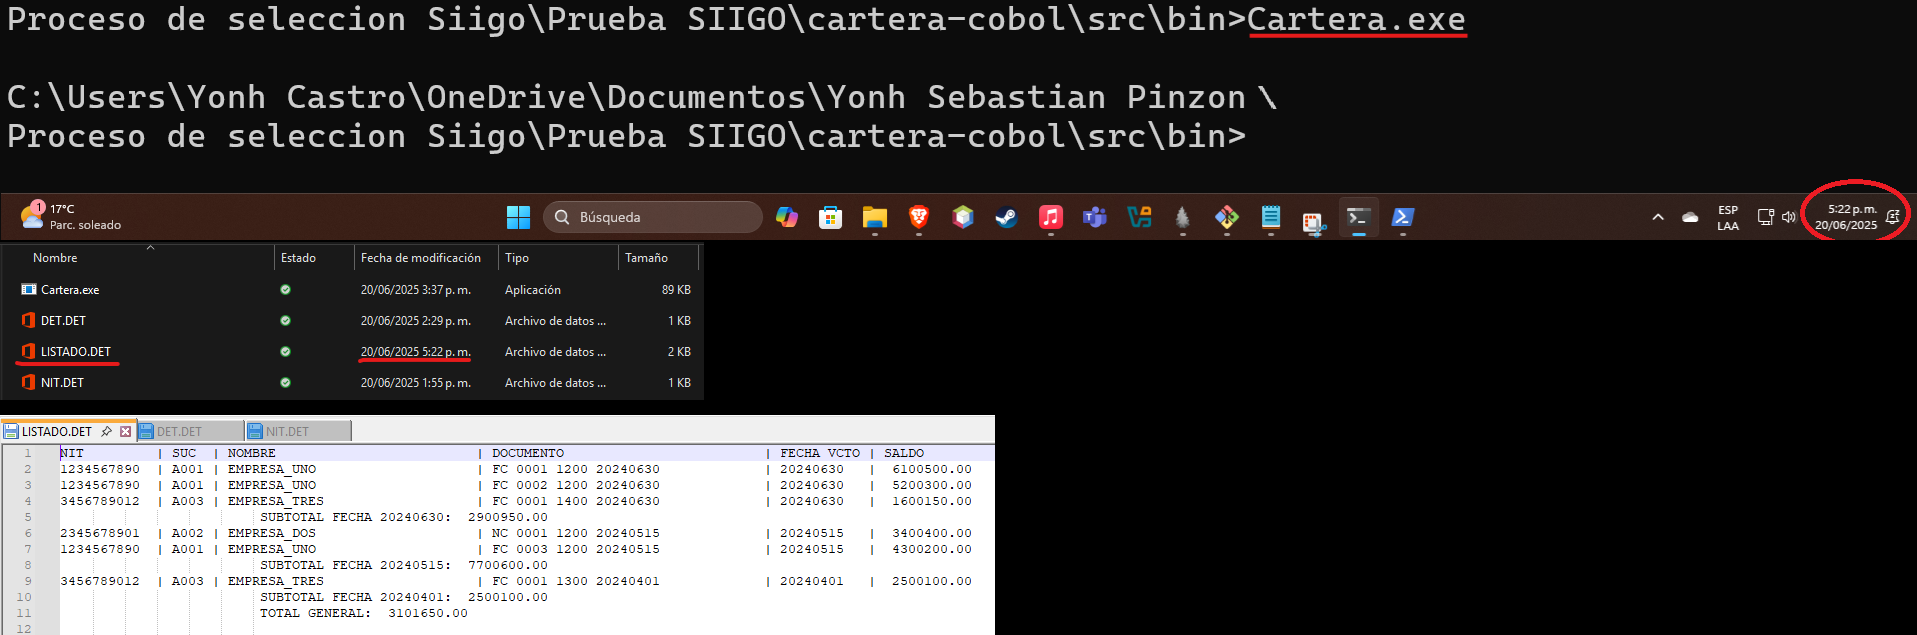 Proceso de seleccion Siigo\Prueba SIIGO\cartera-cobol\src\bin>Cartera.exe
C:\Users\Yonh Castro\OneDrive\Documentos\Yonh Sebastian Pinzon \
Proceso de seleccion Siigo\Prueba SIIGO\cartera-cobol\src\bin>
1 17°C
Parc. soleado
Búsqueda
ESP
LAA
5:22 p. m.
20/06/2025
Nombre Estado Fecha de modificación Tipo Tamaño
Cartera.exe 20/06/2025 3:37 p. m. Aplicación 89 KB
DET.DET 20/06/2025 2:29 p. m. Archivo de datos ... 1 KB
LISTADO.DET 20/06/2025 5:22 p. m. Archivo de datos ... 2 KB
NIT.DET 20/06/2025 1:55 p. m. Archivo de datos ... 1 KB
LISTADO.DET DET.DET NIT.DET
1 NIT | SUC | NOMBRE | DOCUMENTO | FECHA VCTO | SALDO
2 1234567890 | A001 | EMPRESA_UNO | FC 0001 1200 20240630 | 20240630 | 6100500.00
3 1234567890 | A001 | EMPRESA_UNO | FC 0002 1200 20240630 | 20240630 | 5200300.00
4 3456789012 | A003 | EMPRESA_TRES | FC 0001 1400 20240630 | 20240630 | 1600150.00
5 SUBTOTAL FECHA 20240630: 2900950.00
6 2345678901 | A002 | EMPRESA_DOS | NC 0001 1200 20240515 | 20240515 | 3400400.00
7 1234567890 | A001 | EMPRESA_UNO | FC 0003 1200 20240515 | 20240515 | 4300200.00
8 SUBTOTAL FECHA 20240515: 7700600.00
9 3456789012 | A003 | EMPRESA_TRES | FC 0001 1300 20240401 | 20240401 | 2500100.00
10 SUBTOTAL FECHA 20240401: 2500100.00
11 TOTAL GENERAL: 3101650.00
12